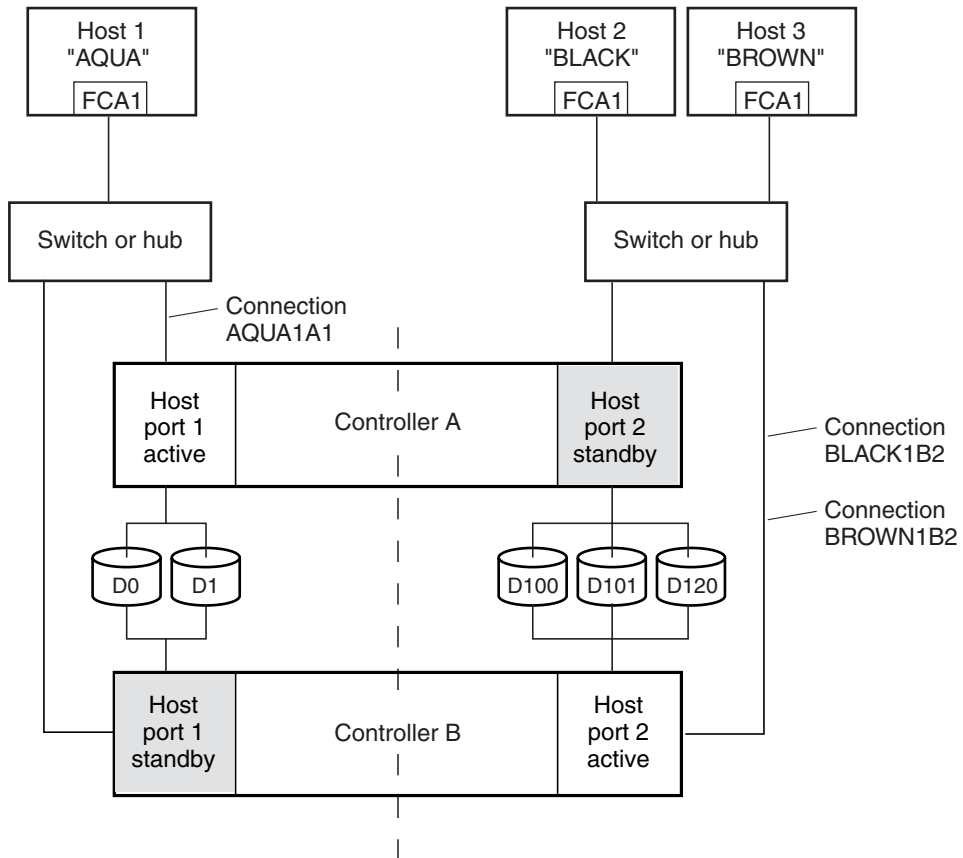 Host 1
"AQUA"
FCA1
Host 2
"BLACK"
FCA1
Host 3
"BROWN"
FCA1
Switch or hub
Switch or hub
Connection
AQUA1A1
Host
port 1
active
Controller A
Host
port 2
standby
Connection
BLACK1B2
Connection
BROWN1B2
D0
D1
D100
D101
D120
Host
port 1
standby
Controller B
Host
port 2
active